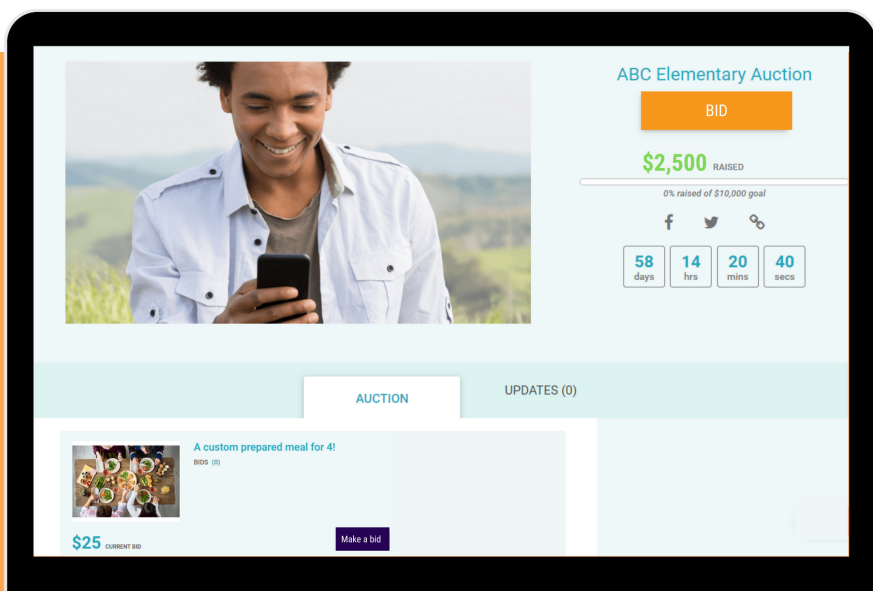 ABC Elementary Auction
BID
$2,500 RAISED
0% raised of $10,000 goal
58 14 20 40
days hrs mins secs
AUCTION
UPDATES (0)
A custom prepared meal for 4!
BIDS (0)
$25 CURRENT BID
Make a bid